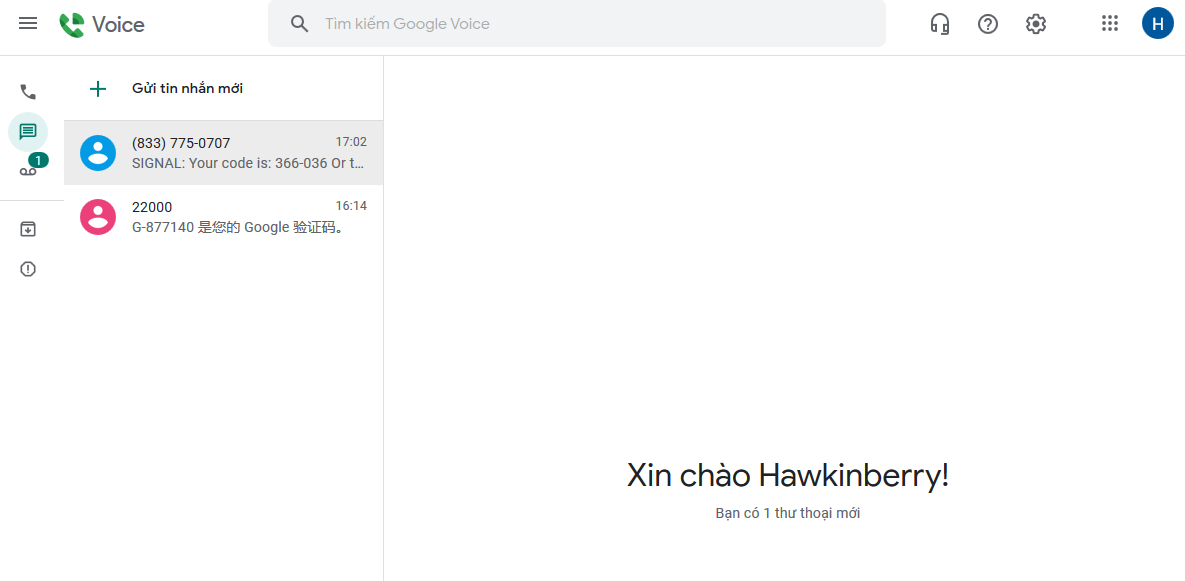 Voice
Tìm kiếm Google Voice
H
Gửi tin nhắn mới
(833) 775-0707 17:02
SIGNAL: Your code is: 366-036 Or t...
1
22000 16:14
G-877140 是您的 Google 验证码。
Xin chào Hawkinberry!
Bạn có 1 thư thoại mới